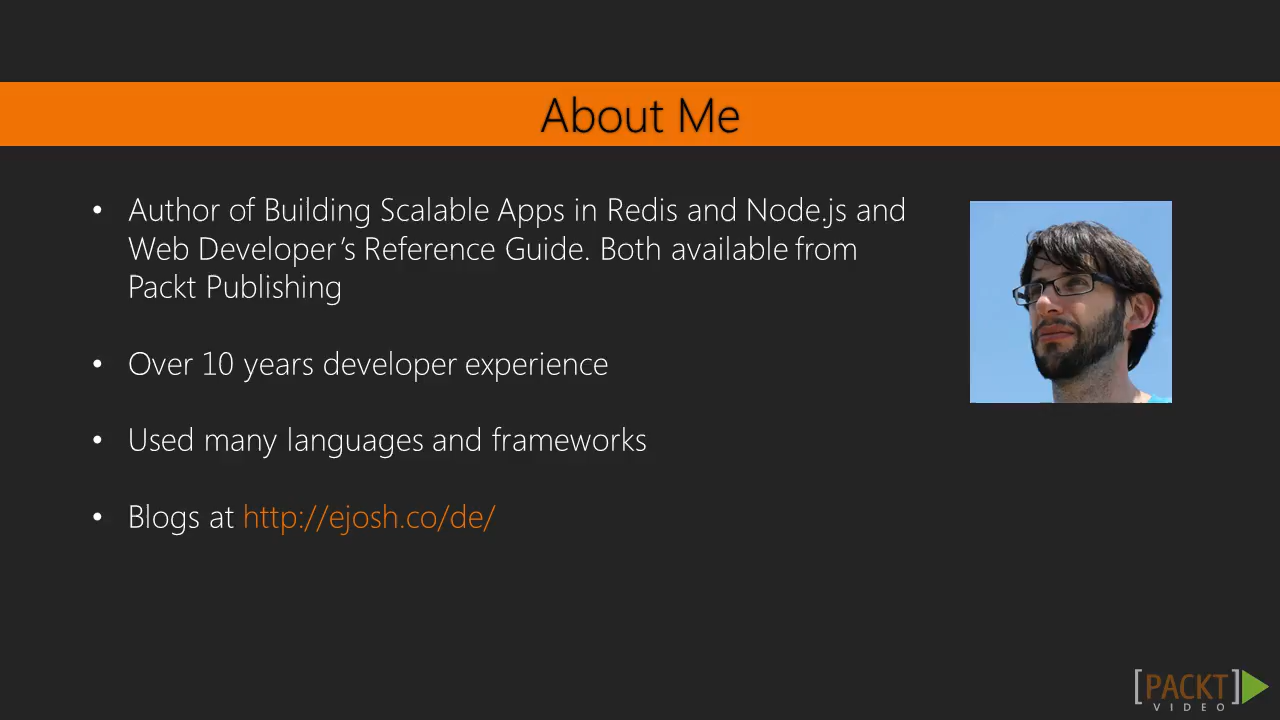 About Me
• Author of Building Scalable Apps in Redis and Node.js and
Web Developer's Reference Guide. Both available from
Packt Publishing
• Over 10 years developer experience
• Used many languages and frameworks
• Blogs at http://ejosh.co/de/
[PACKT]
VIDEO